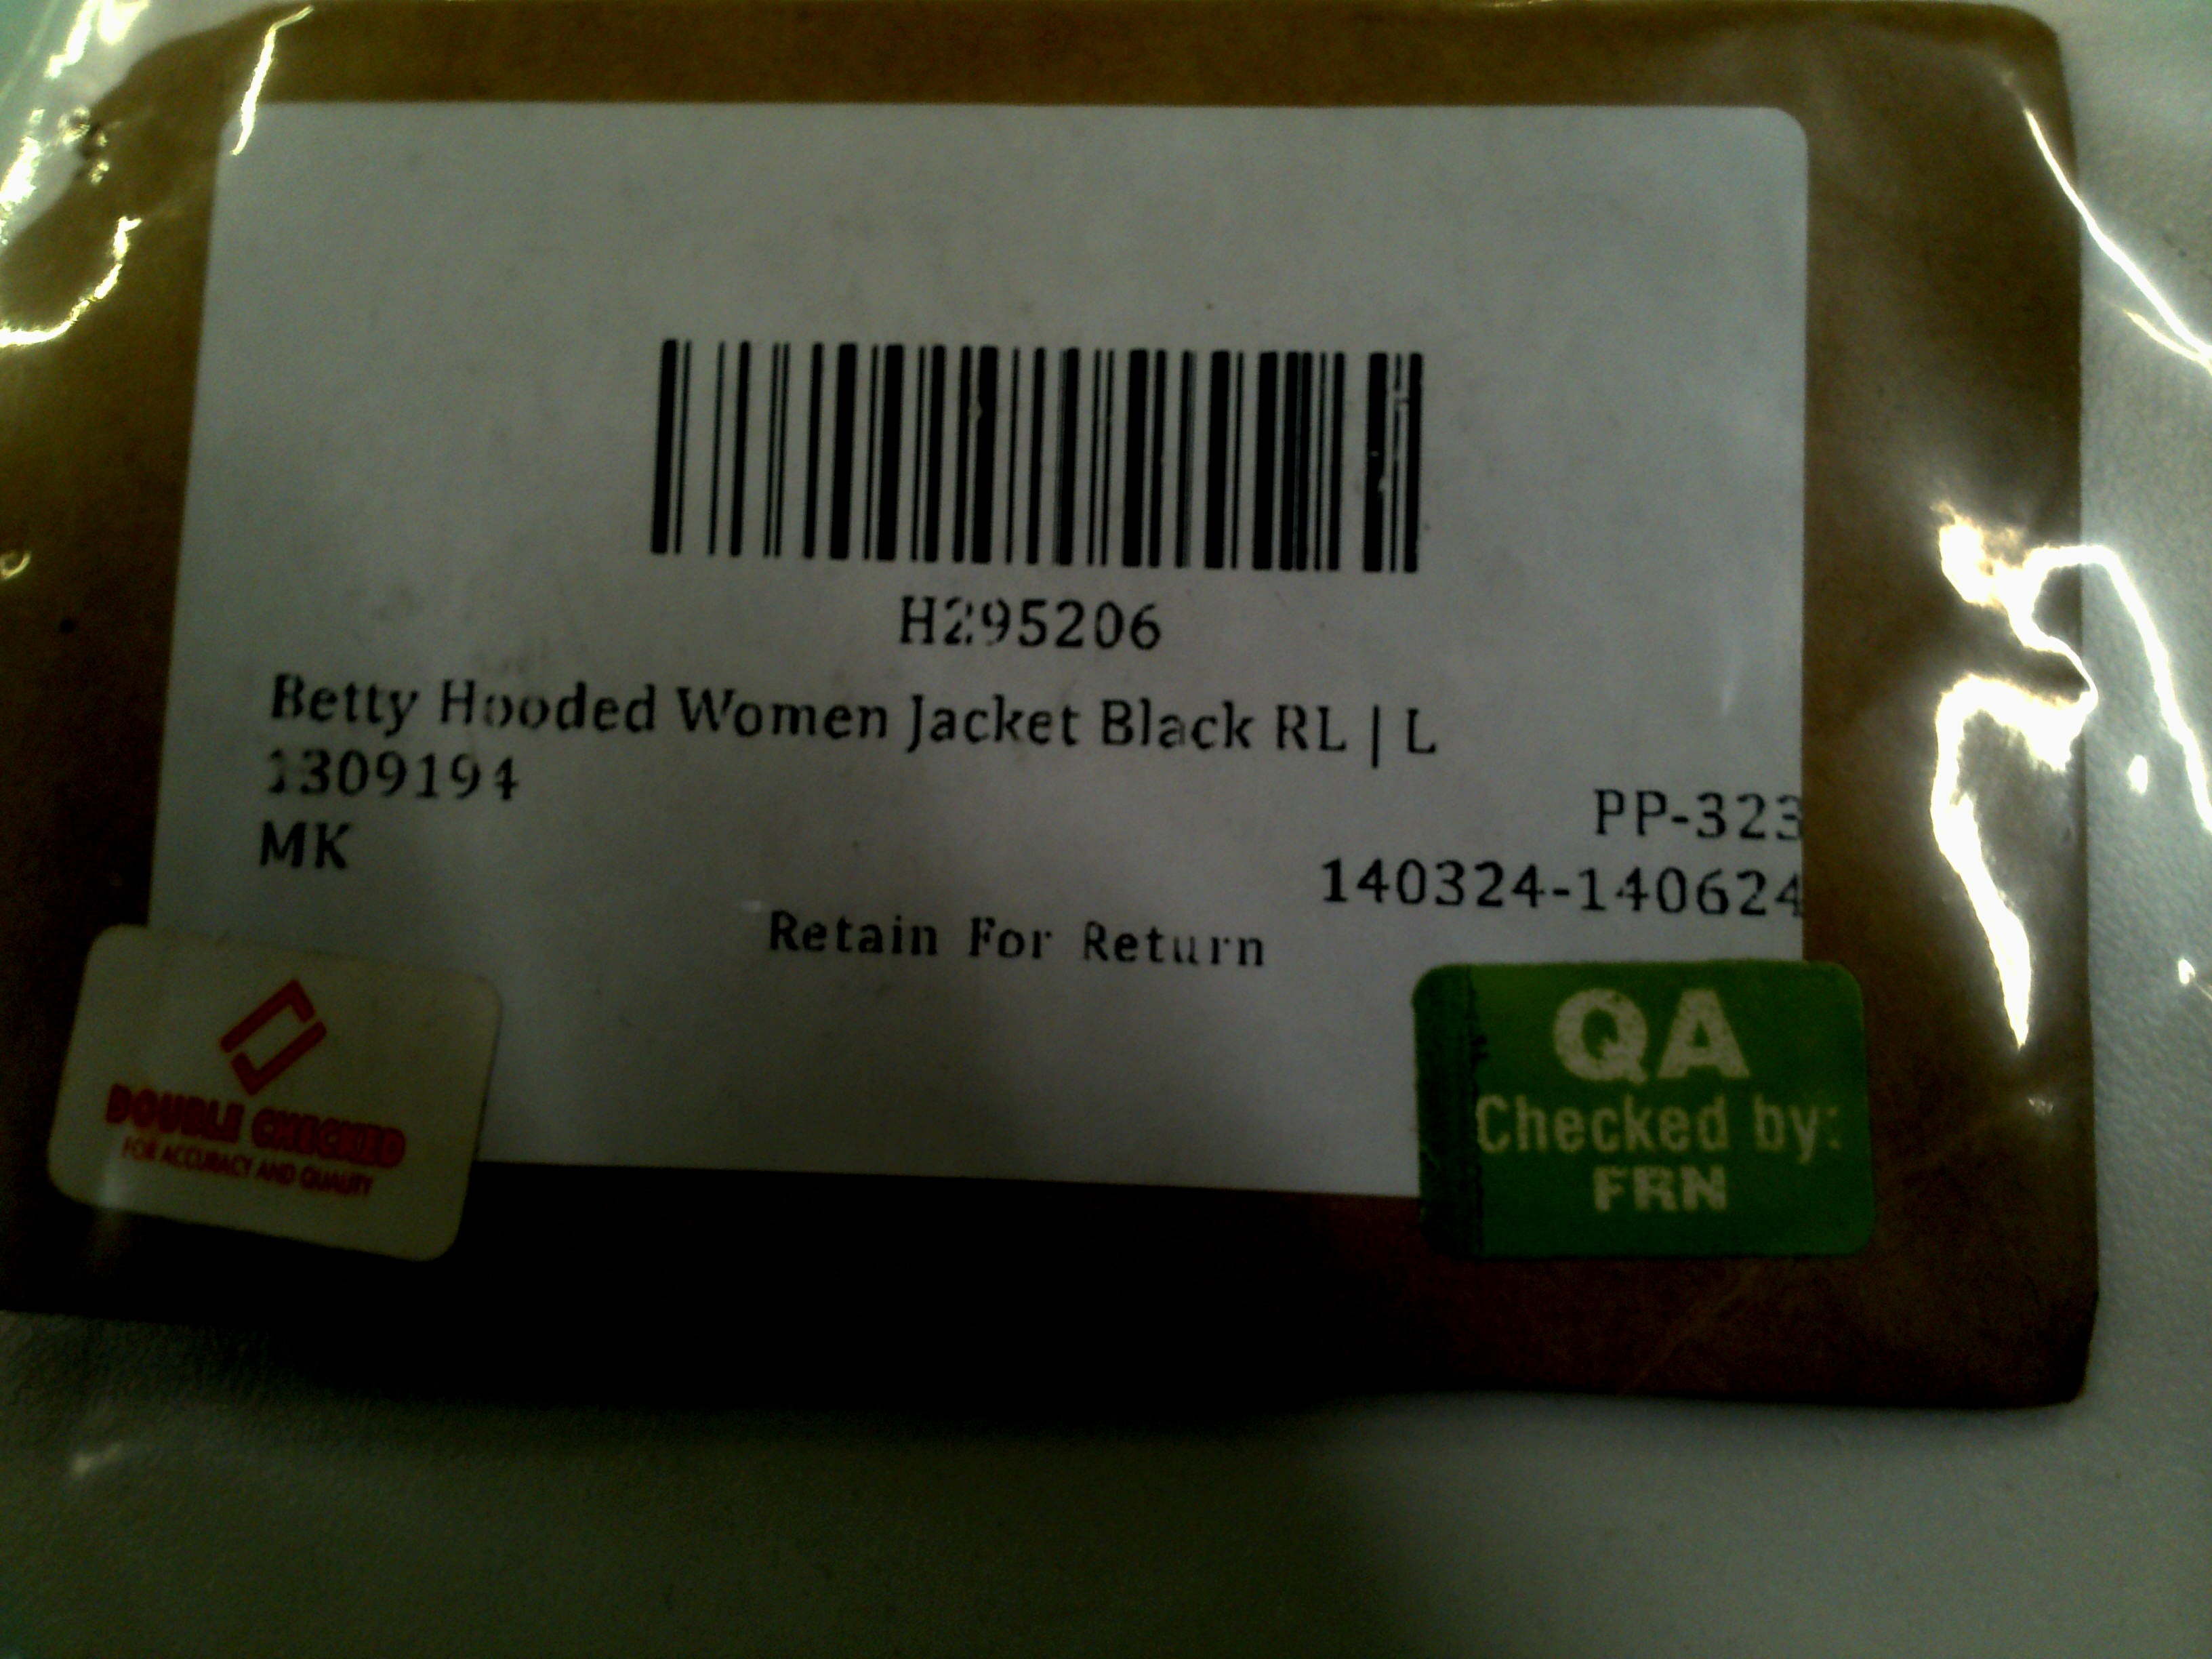 H295206
Betty Hooded Women Jacket Black RL | L
1309194
PP-323
MK
140324-140624
Retain For Return
DOUBLE CHECKED
FOR ACCURACY AND QUALITY
QA
Checked by:
FRN